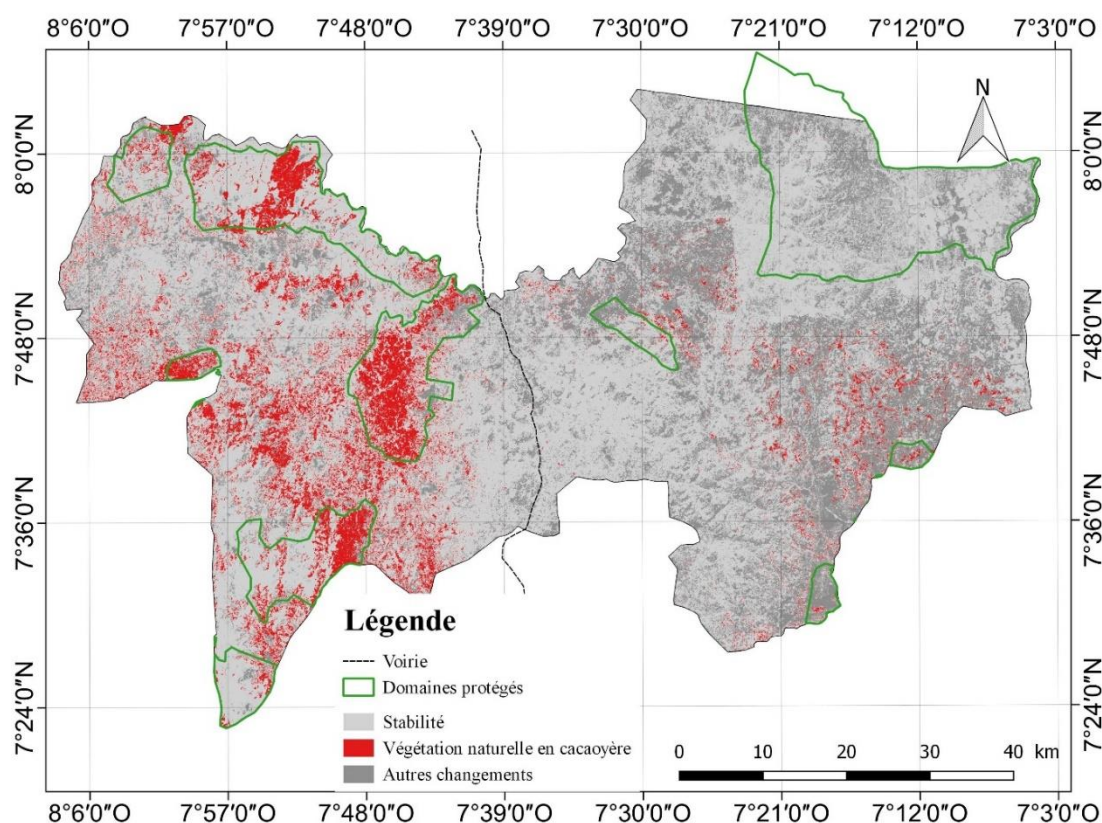 8°6'0"O 7°57'0"O 7°48'0"O 7°39'0"O 7°30'0"O 7°21'0"O 7°12'0"O 7°3'0"O
N
8°0'0"N 8°0'0"N
7°48'0"N 7°48'0"N
7°36'0"N 7°36'0"N
7°24'0"N 7°24'0"N
Légende
Voirie
Domaines protégés
Stabilité
Végétation naturelle en cacaoyère
Autres changements
0 10 20 30 40 km
8°6'0"O 7°57'0"O 7°48'0"O 7°39'0"O 7°30'0"O 7°21'0"O 7°12'0"O 7°3'0"O